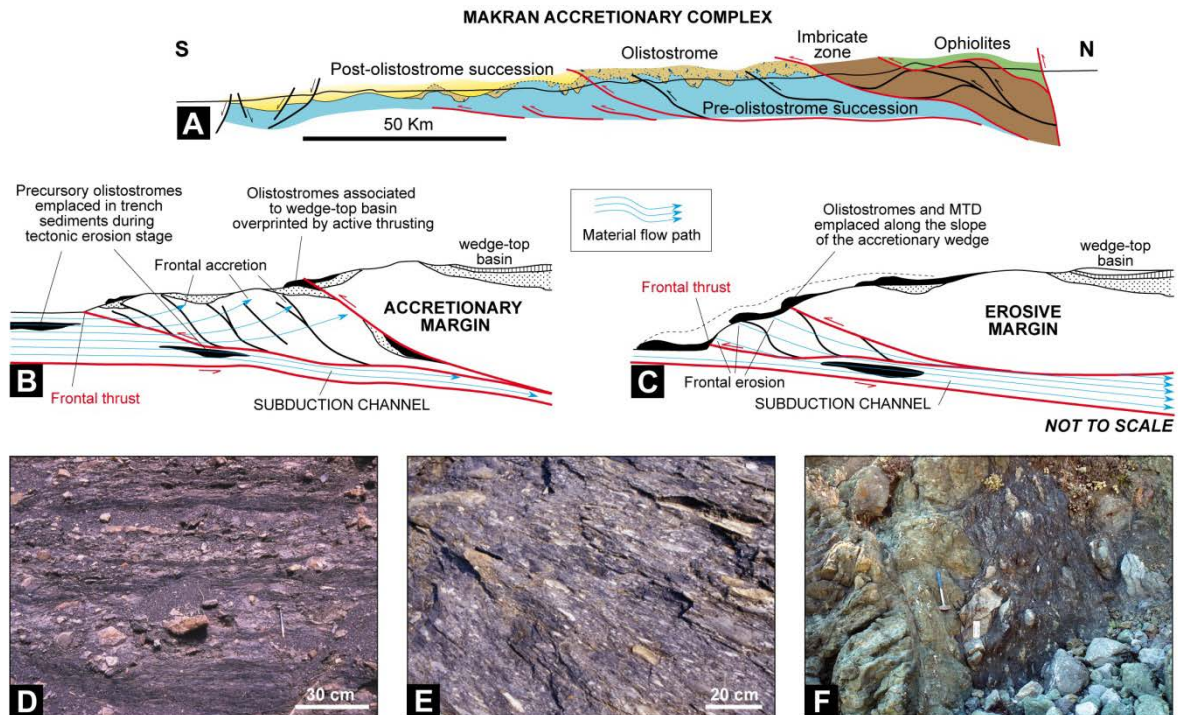 MAKRAN ACCRETIONARY COMPLEX
S
N
Post-olistostrome succession
Olistostrome
Imbricate
zone
Ophiolites
Pre-olistostrome succession
A
50 Km
Precursory olistostromes
emplaced in trench
sediments during
tectonic erosion stage
Olistostromes associated
to wedge-top basin
overprinted by active thrusting
Frontal accretion
wedge-top
basin
ACCRETIONARY
MARGIN
B
Frontal thrust
SUBDUCTION CHANNEL
Material flow path
Olistostromes and MTD
emplaced along the slope
of the accretionary wedge
wedge-top
basin
Frontal thrust
EROSIVE
MARGIN
C
Frontal erosion
SUBDUCTION CHANNEL
NOT TO SCALE
D
30 cm
E
20 cm
F